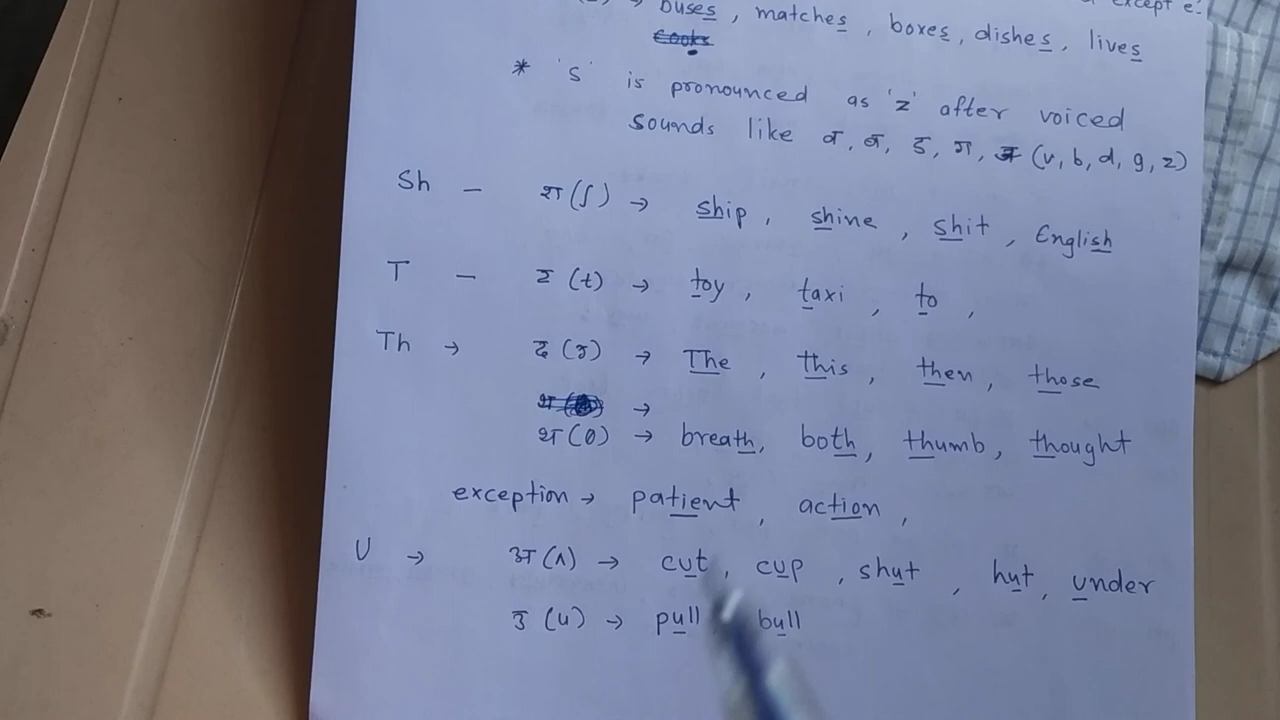 → buses, matches, boxes, dishes, lives
* 's' is pronounced as 'z' after voiced
sounds like व, ब, ड, ग, ज (v, b, d, g, z)
Sh - श (ʃ) → ship, shine, shit, English
T - ट (t) → toy, taxi, to,
Th → द (ð) → The, this, then, those
→
थ (θ) → breath, both, thumb, thought
exception → patient, action,
U → अ (ʌ) → cut, cup, shut, hut, under
उ (u) → pull bull